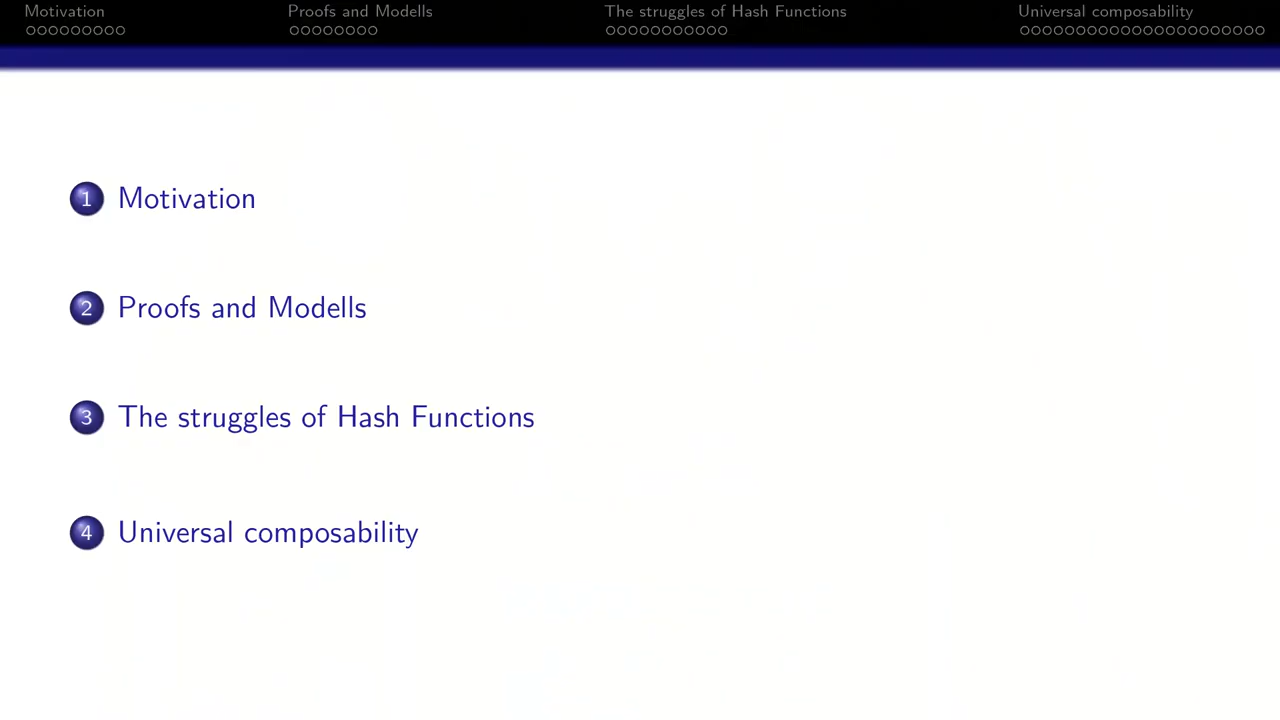 Motivation
Proofs and Modells
The struggles of Hash Functions
Universal composability
1 Motivation
2 Proofs and Modells
3 The struggles of Hash Functions
4 Universal composability